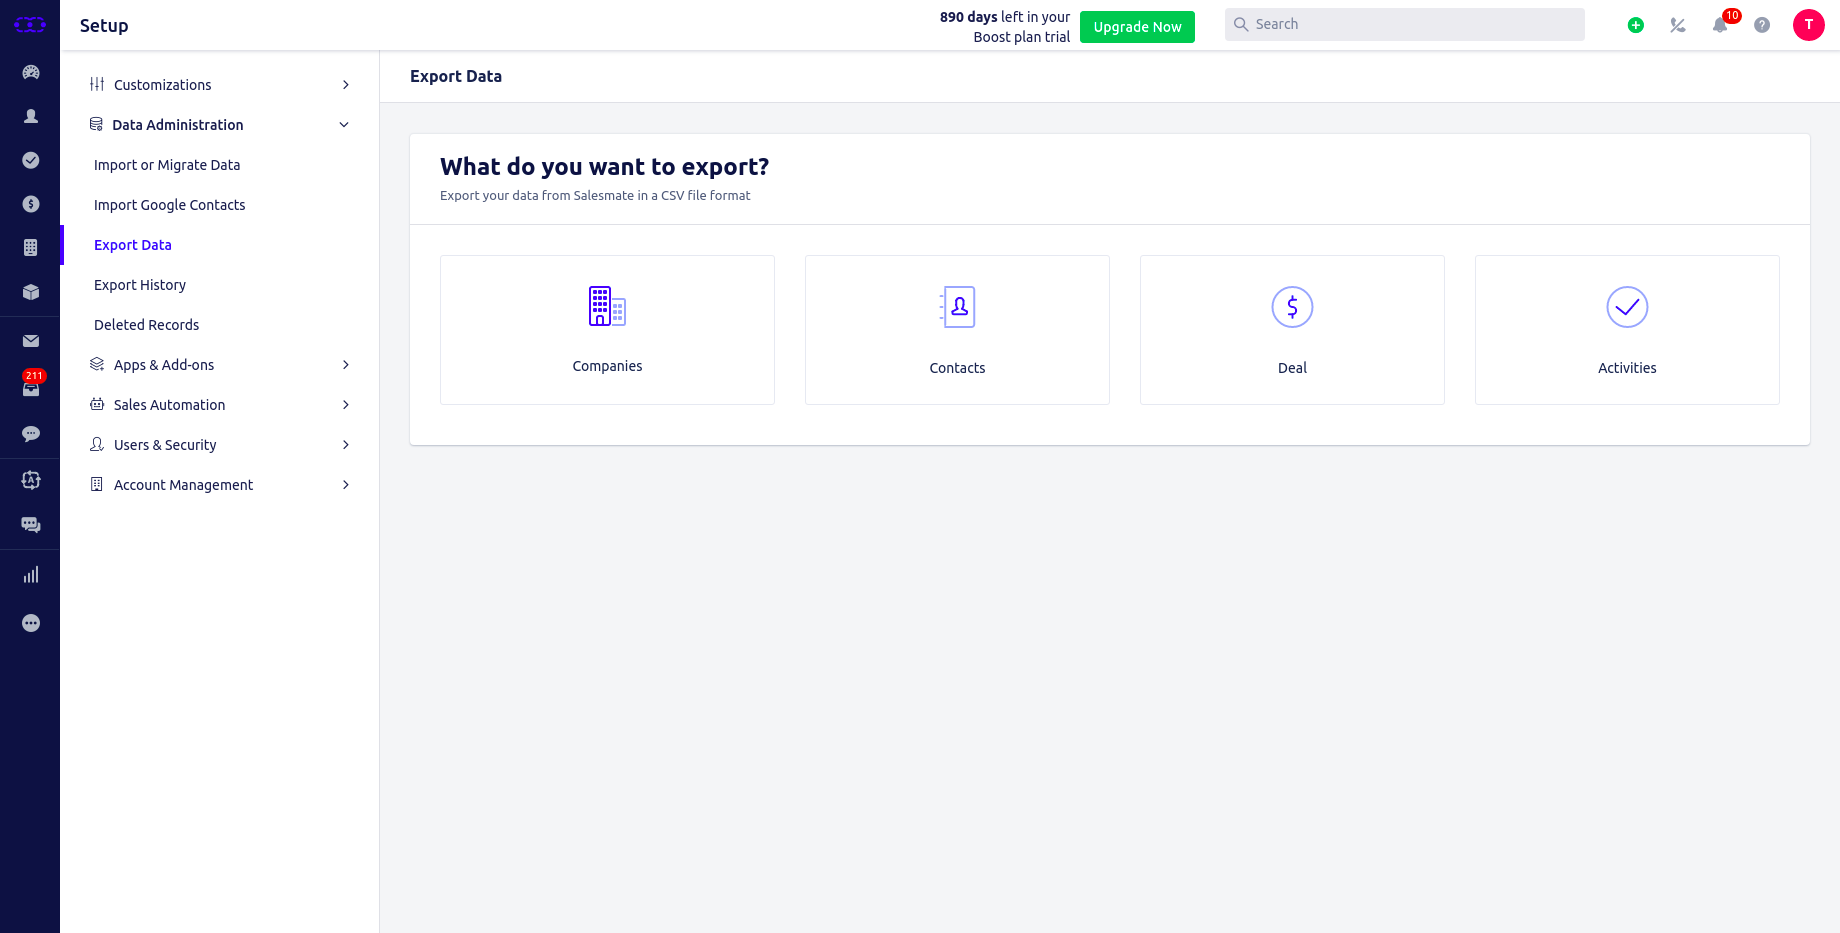 Setup
890 days left in your
Boost plan trial
Upgrade Now
Search
10
T
211
Customizations
Data Administration
Import or Migrate Data
Import Google Contacts
Export Data
Export History
Deleted Records
Apps & Add-ons
Sales Automation
Users & Security
Account Management
Export Data
What do you want to export?
Export your data from Salesmate in a CSV file format
Companies
Contacts
Deal
Activities